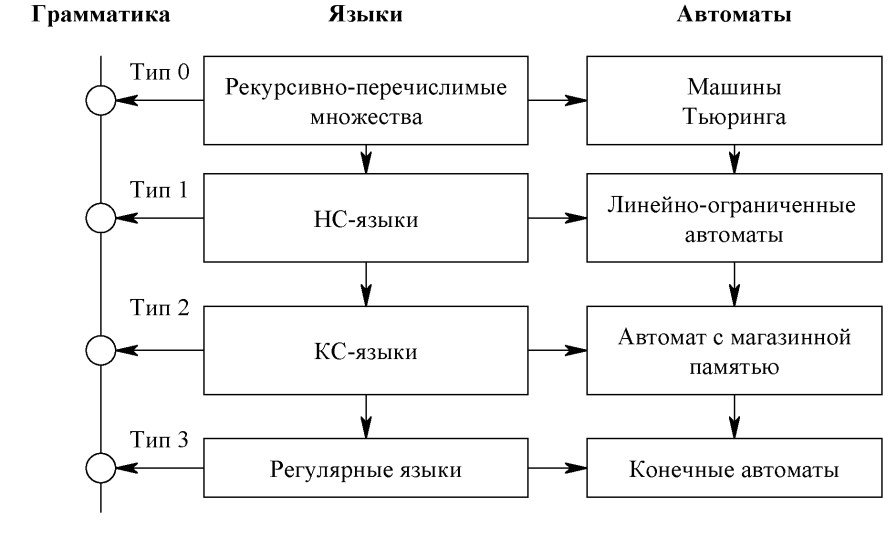 Грамматика Языки Автоматы
Тип 0
Рекурсивно-перечислимые
множества
Машины
Тьюринга
Тип 1
НС-языки
Линейно-ограниченные
автоматы
Тип 2
КС-языки
Автомат с магазинной
памятью
Тип 3
Регулярные языки
Конечные автоматы